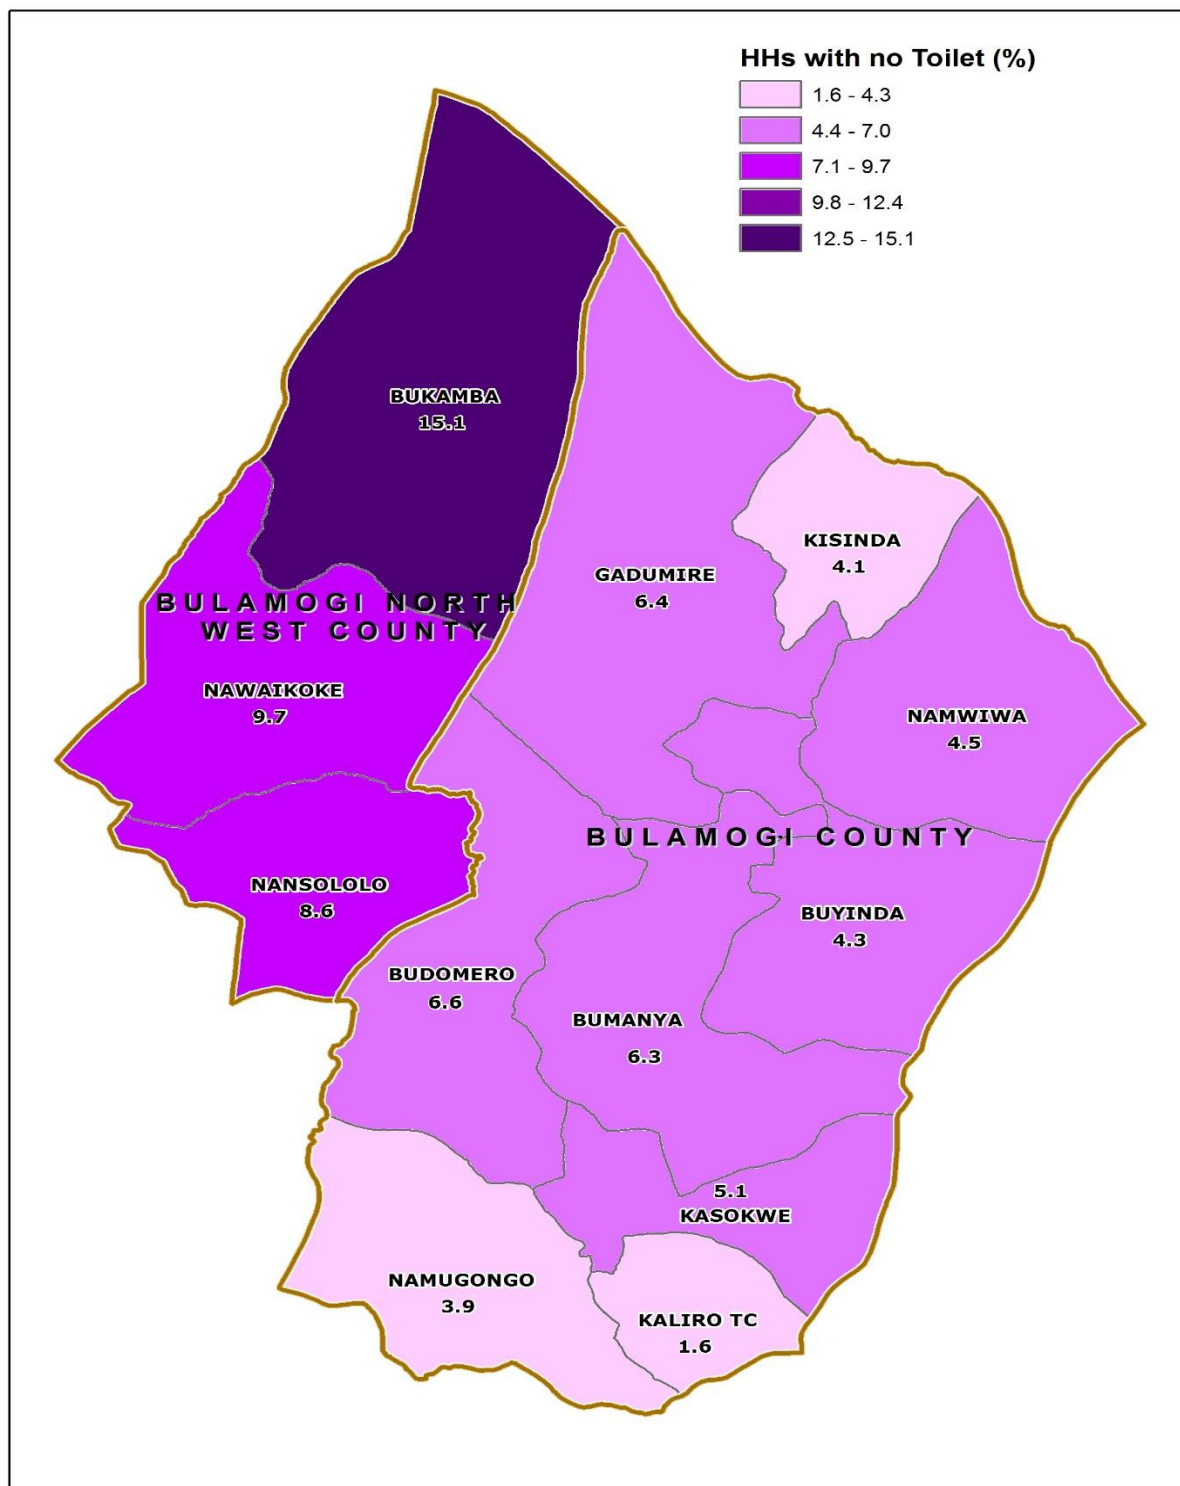 HHs with no Toilet (%)
1.6 - 4.3
4.4 - 7.0
7.1 - 9.7
9.8 - 12.4
12.5 - 15.1
BUKAMBA
15.1
KISINDA
4.1
GADUMIRE
6.4
BULAMOGI NORTH
WEST COUNTY
NAWAIKOKE
9.7
NAMWIWA
4.5
BULAMOGI COUNTY
NANSOLOLO
8.6
BUYINDA
4.3
BUDOMERO
6.6
BUMANYA
6.3
5.1
KASOKWE
NAMUGONGO
3.9
KALIRO TC
1.6